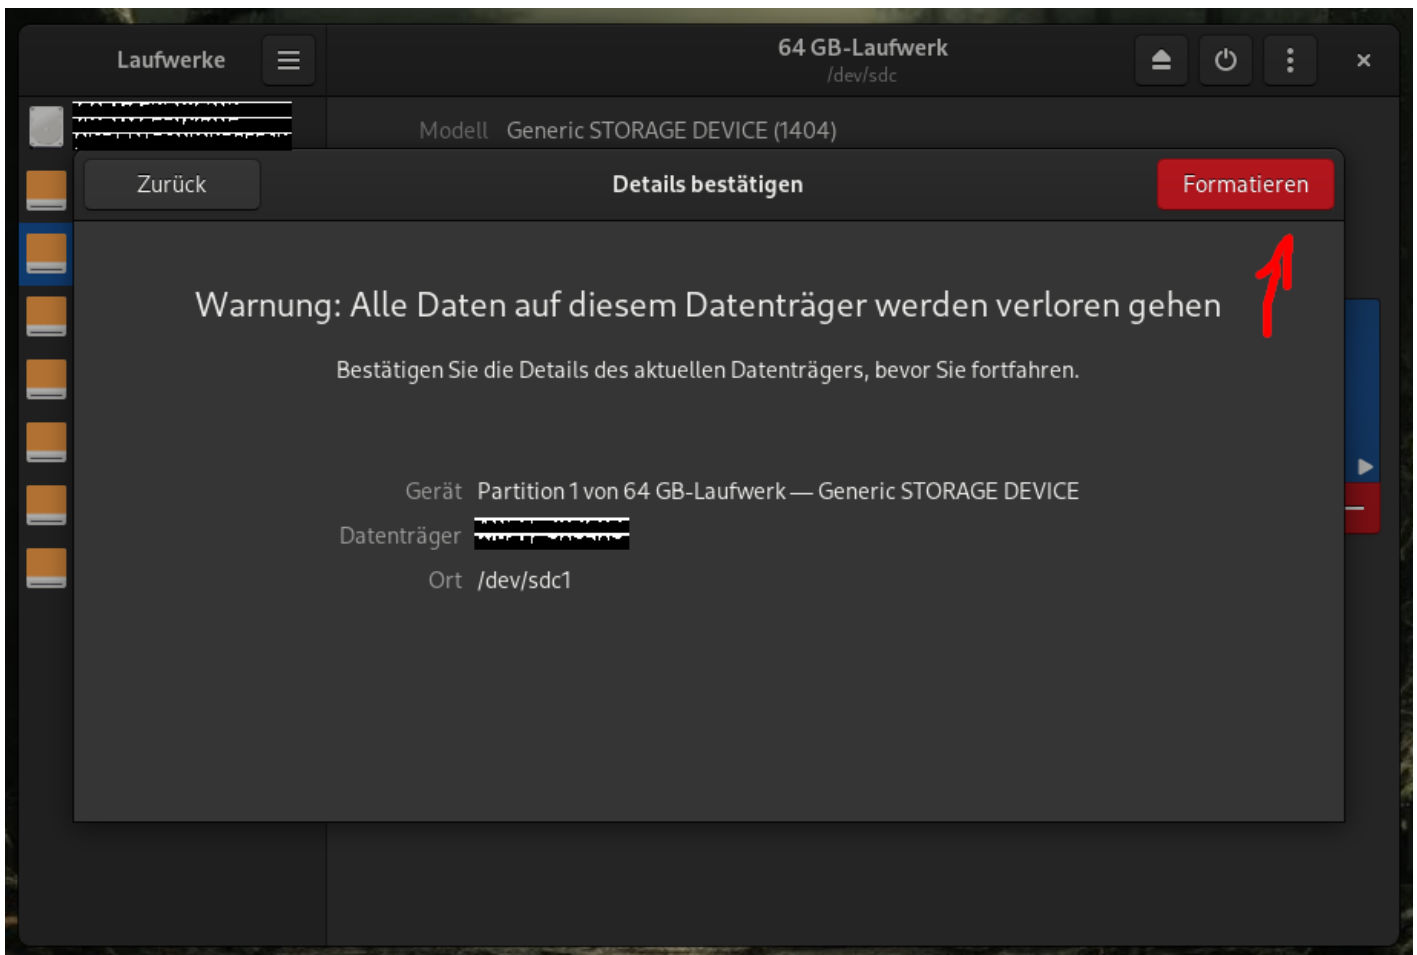 Laufwerke
64 GB-Laufwerk
/dev/sdc
Modell Generic STORAGE DEVICE (1404)
Zurück
Details bestätigen
Formatieren
Warnung: Alle Daten auf diesem Datenträger werden verloren gehen
Bestätigen Sie die Details des aktuellen Datenträgers, bevor Sie fortfahren.
Gerät Partition 1 von 64 GB-Laufwerk — Generic STORAGE DEVICE
Datenträger
Ort /dev/sdc1